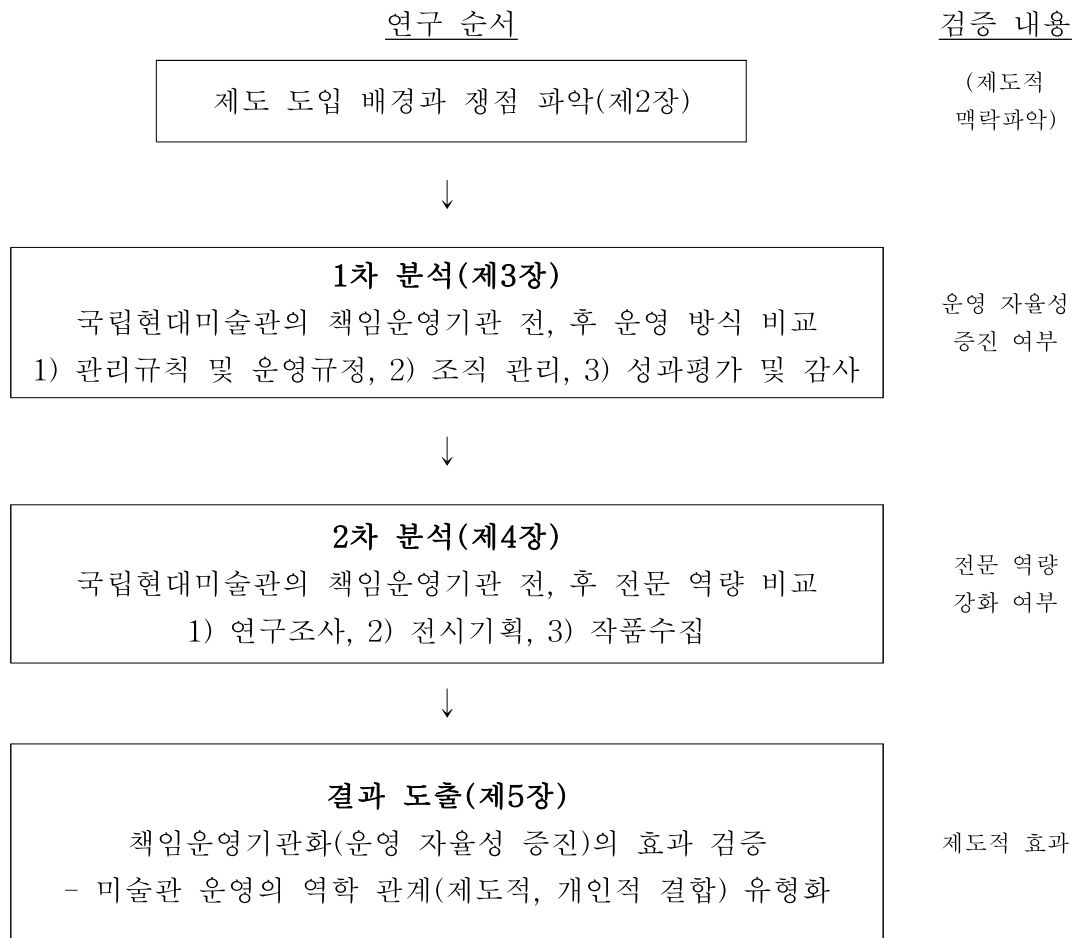 연구 순서
검증 내용
제도 도입 배경과 쟁점 파악(제2장)
(제도적
맥락파악)
↓
1차 분석(제3장)
국립현대미술관의 책임운영기관 전, 후 운영 방식 비교
1) 관리규칙 및 운영규정, 2) 조직 관리, 3) 성과평가 및 감사
운영 자율성
증진 여부
↓
2차 분석(제4장)
국립현대미술관의 책임운영기관 전, 후 전문 역량 비교
1) 연구조사, 2) 전시기획, 3) 작품수집
전문 역량
강화 여부
↓
결과 도출(제5장)
책임운영기관화(운영 자율성 증진)의 효과 검증
- 미술관 운영의 역학 관계(제도적, 개인적 결합) 유형화
제도적 효과